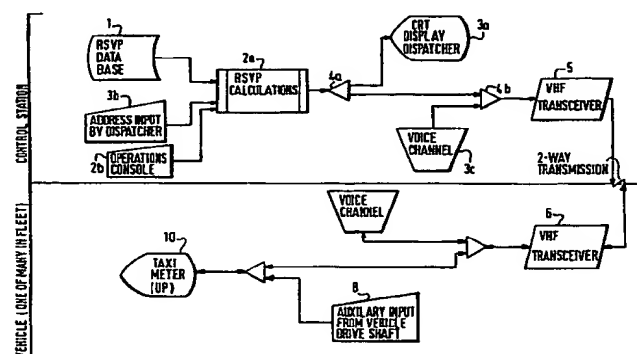 CONTROL STATION
1
RSVP
DATA
BASE
2a
RSVP
CALCULATIONS
4a
CRT
DISPLAY
DISPATCHER
3a
3b
ADDRESS INPUT
BY DISPATCHER
2b
OPERATIONS
CONSOLE
4b
5
VHF
TRANSCEIVER
VOICE
CHANNEL
3c
2-WAY
TRANSMISSION
VEHICLE (ONE OF MANY IN FLEET)
VOICE
CHANNEL
6
VHF
TRANSCEIVER
10
TAXI
METER
(UP)
8
AUXILARY INPUT
FROM VEHICLE
DRIVE SHAFT